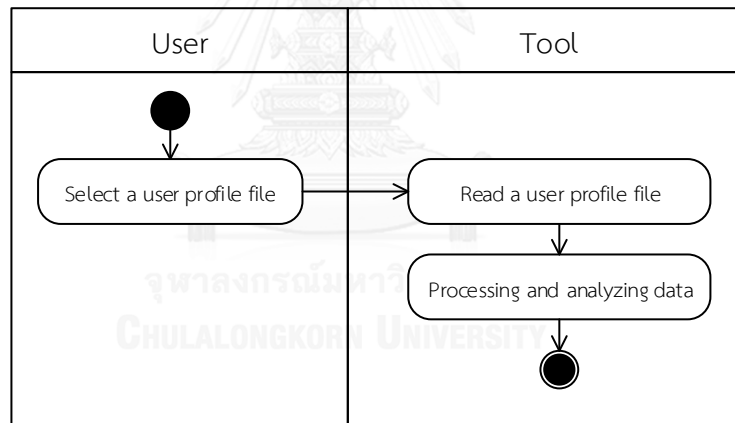 User
Tool
Select a user profile file
Read a user profile file
Processing and analyzing data
จุฬาลงกรณ์มหาวิ
CHULALONGKORN UNIVERSITY